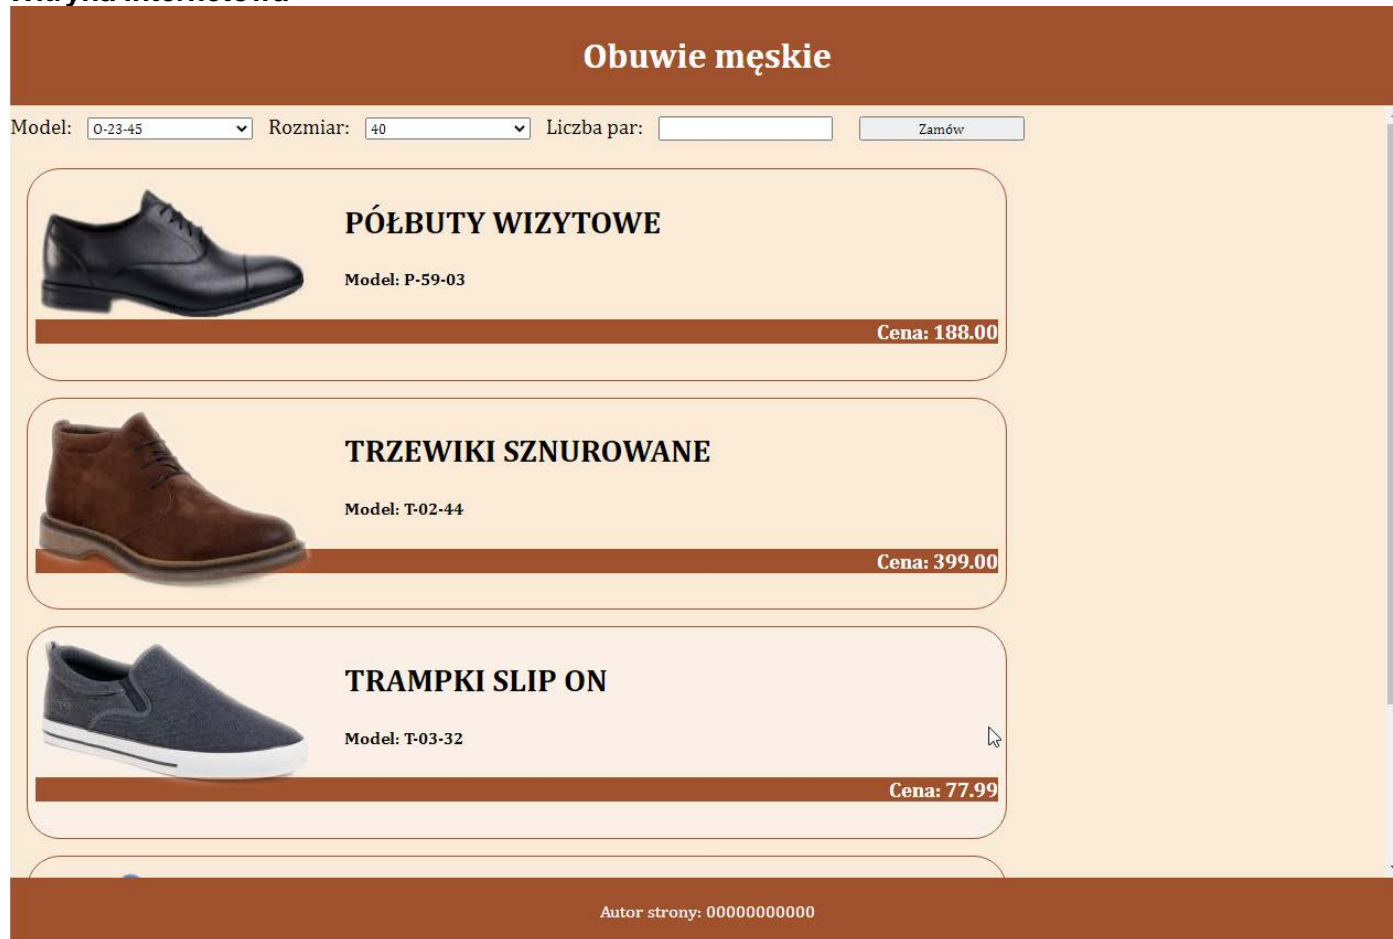 Witryna internetowa
Obuwie męskie
Model: O-23-45 Rozmiar: 40 Liczba par: Zamów
PÓŁBUTY WIZYTOWE
Model: P-59-03
Cena: 188.00
TRZEWIKI SZNUROWANE
Model: T-02-44
Cena: 399.00
TRAMPKI SLIP ON
Model: T-03-32
Cena: 77.99
Autor strony: 00000000000